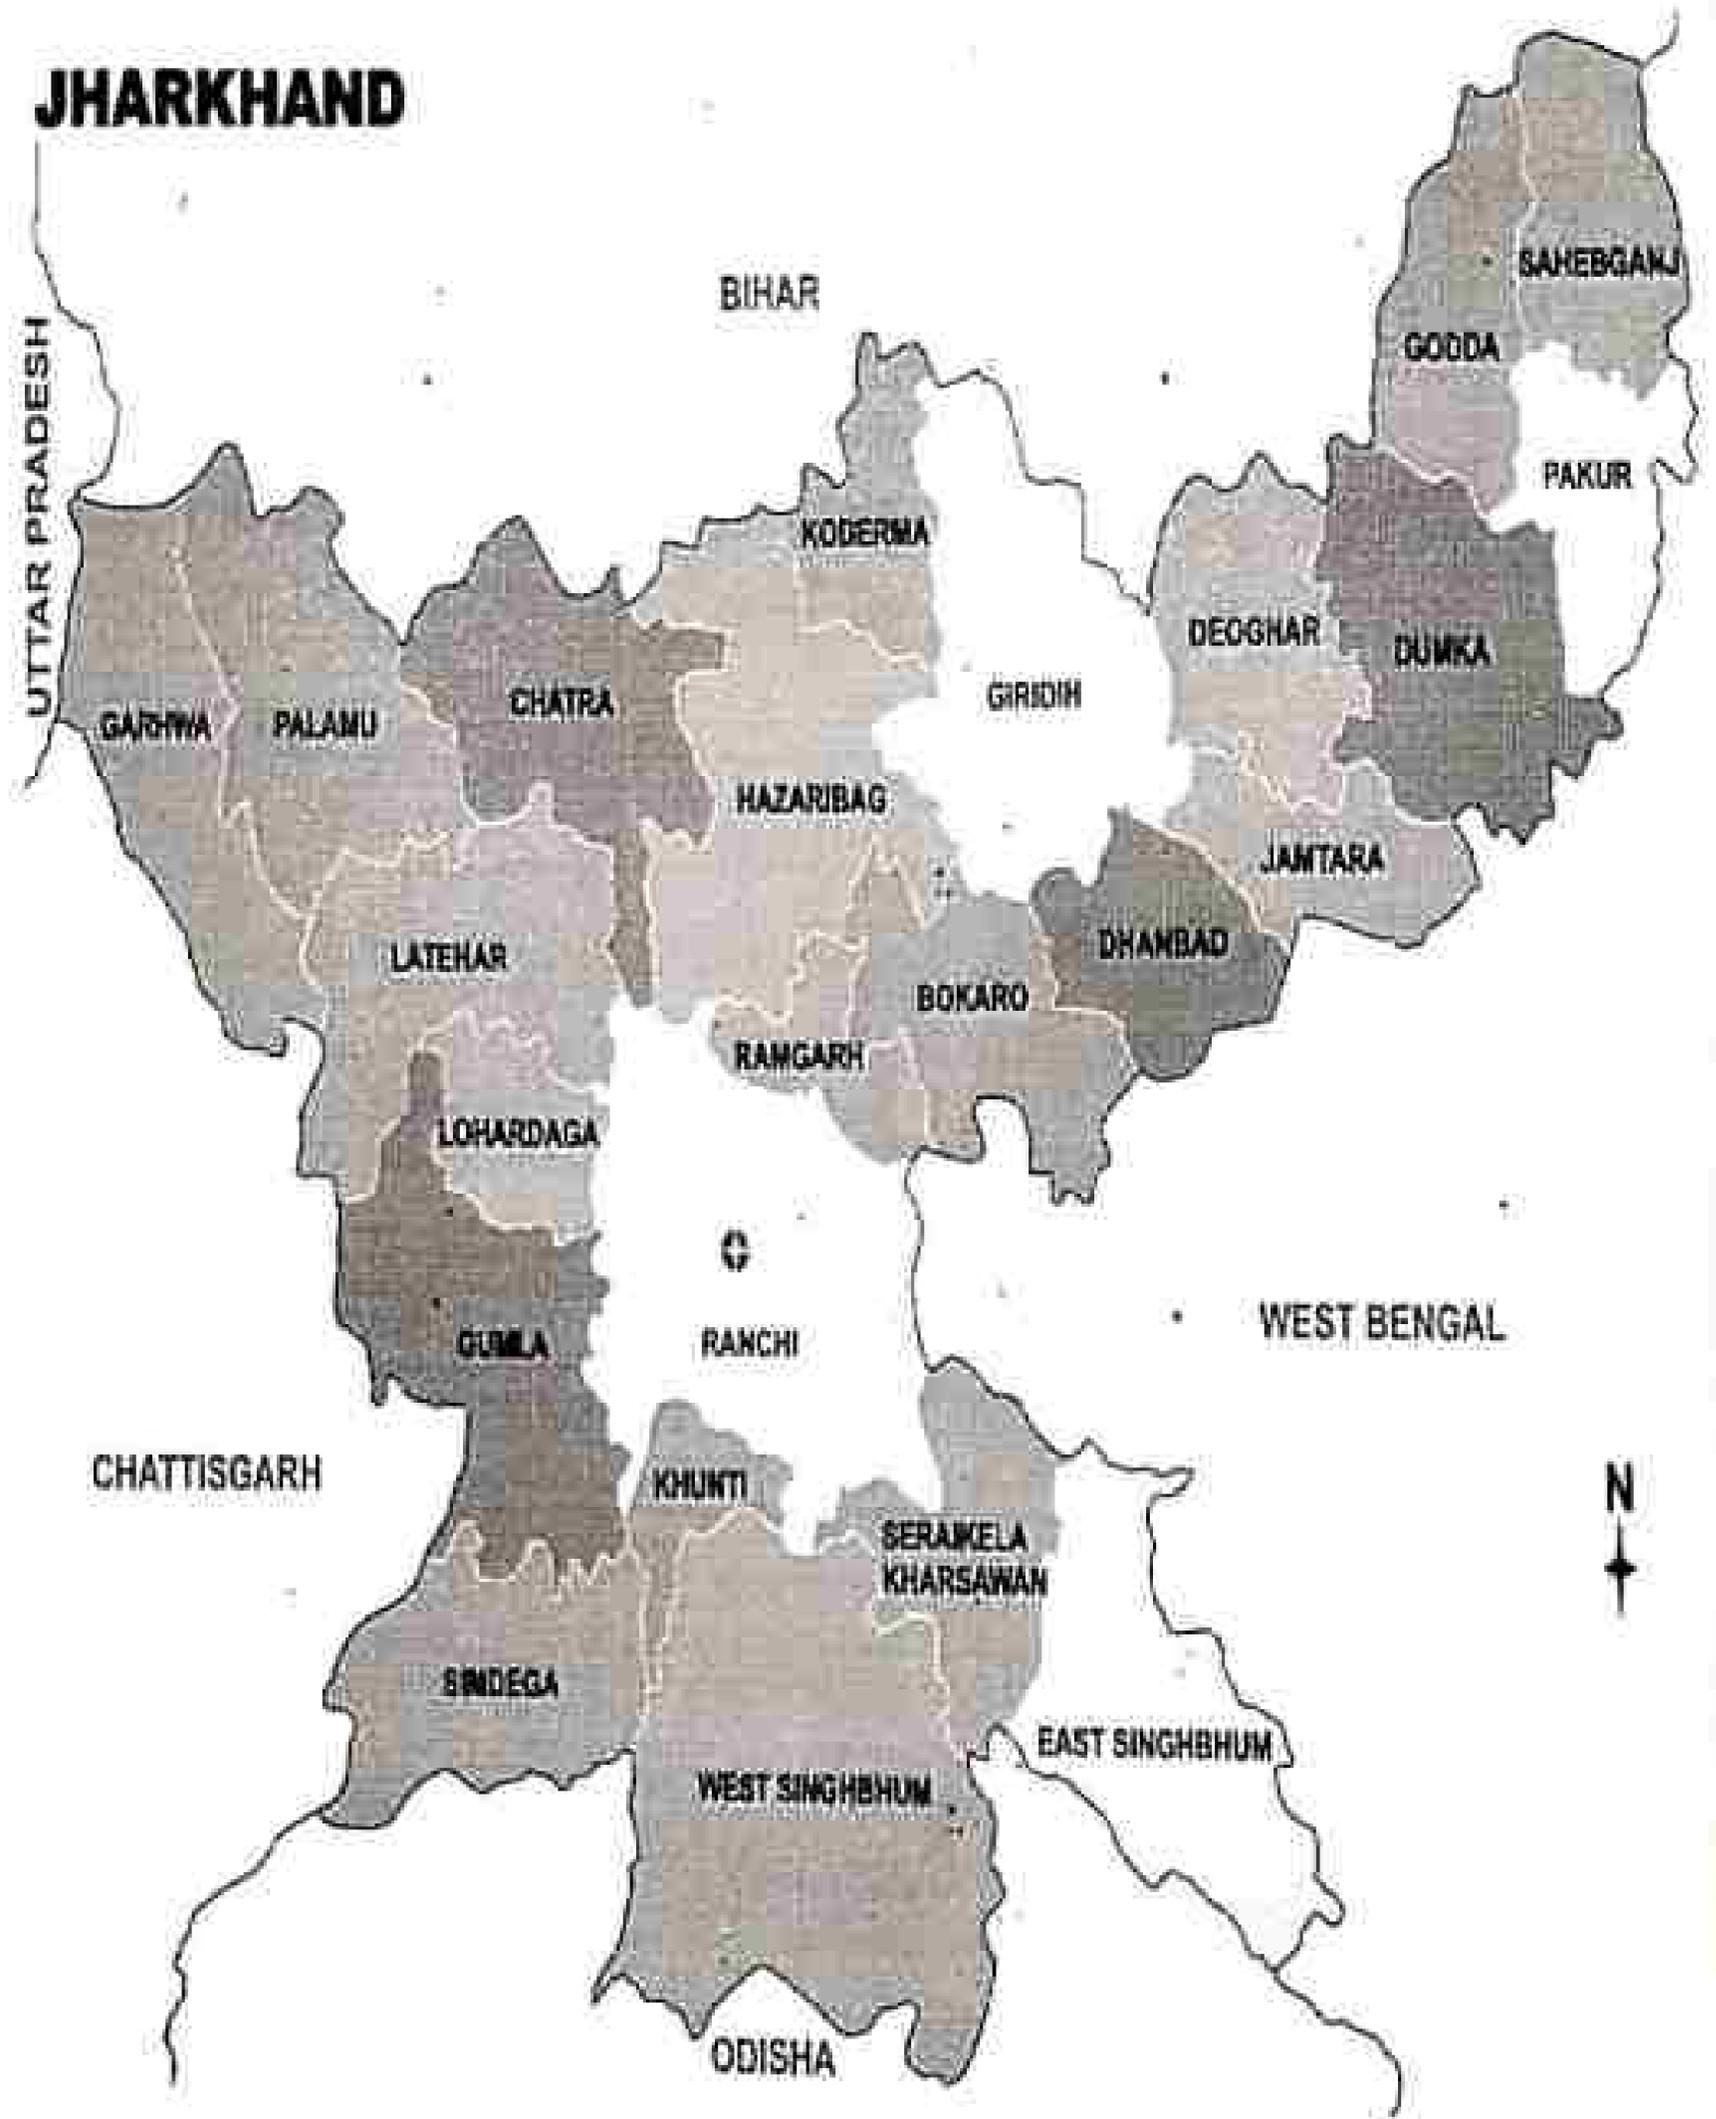 JHARKHAND
SAHEBGANJ
BIHAR
GODDA
UTTAR PRADESH
PAKUR
KODERMA
DEOGHAR
DUMKA
GIRIDIH
CHATRA
GARHWA
PALAMU
HAZARIBAG
JAMTARA
DHANBAD
LATEHAR
BOKARO
RAMGARH
LOHARDAGA
WEST BENGAL
GUMLA
RANCHI
CHATTISGARH
KHUNTI
N
SERAIKELA
KHARSAWAN
SIMDEGA
EAST SINGHBHUM
WEST SINGHBHUM
ODISHA